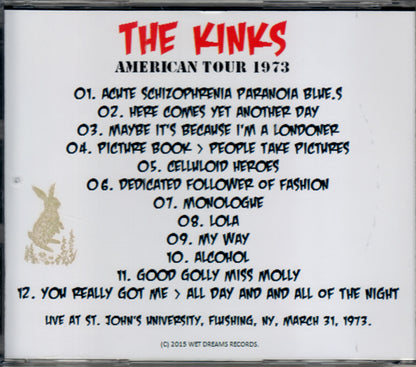 THE KINKS
AMERICAN TOUR 1973
01. ACUTE SCHIZOPHRENIA PARANOIA BLUE.S
02. HERE COMES YET ANOTHER DAY
03. MAYBE IT'S BECAUSE I'M A LONDONER
04. PICTURE BOOK > PEOPLE TAKE PICTURES
05. CELLULOID HEROES
06. DEDICATED FOLLOWER OF FASHION
07. MONOLOGUE
08. LOLA
09. MY WAY
10. ALCOHOL
11. GOOD GOLLY MISS MOLLY
12. YOU REALLY GOT ME > ALL DAY AND AND ALL OF THE NIGHT
LIVE AT ST. JOHN'S UNIVERSITY, FLUSHING, NY, MARCH 31, 1973.
(C) 2015 WET DREAMS RECORDS.